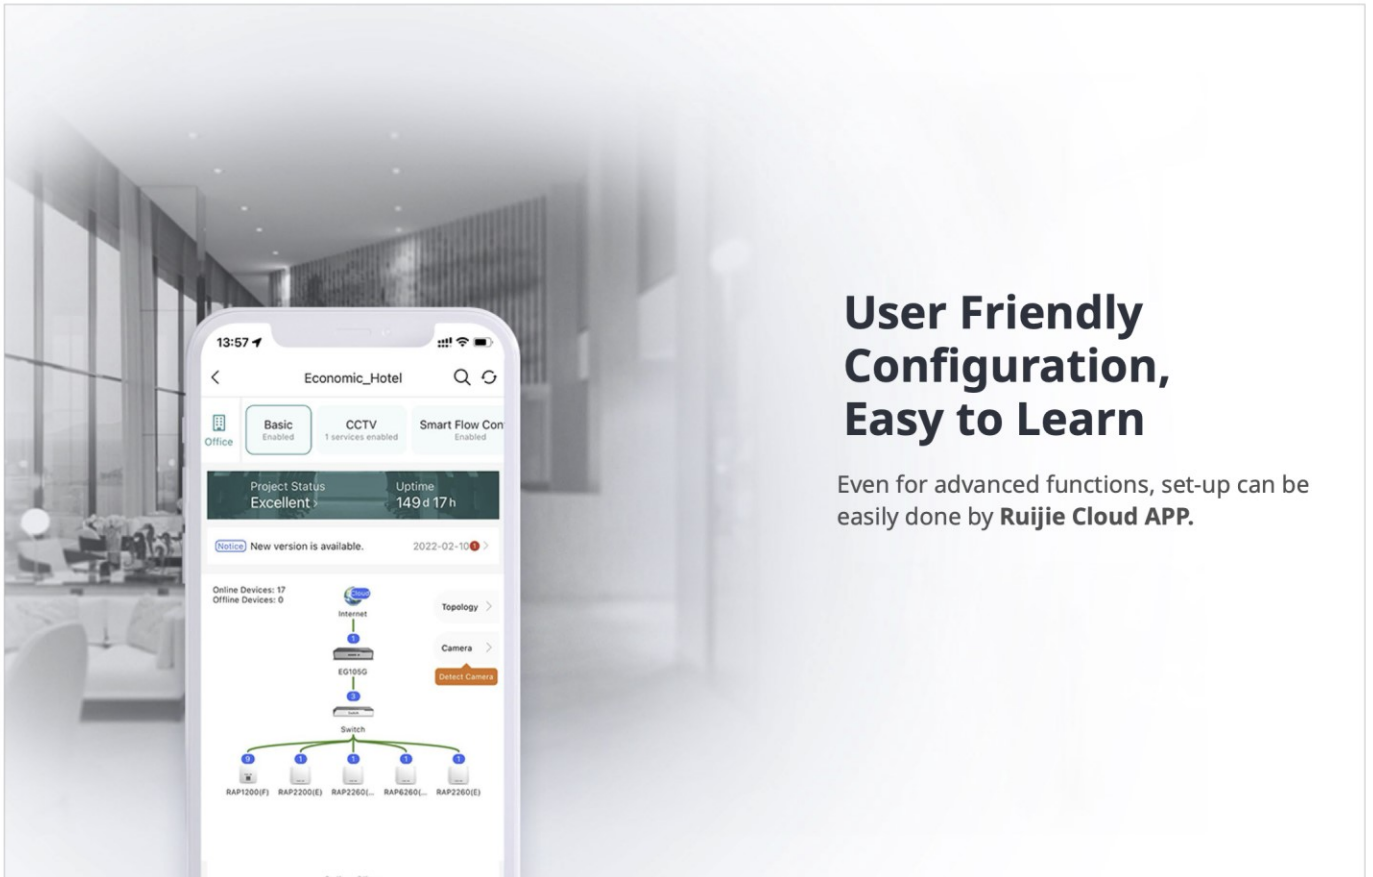 13:57
Economic_Hotel
Office
Basic
Enabled
CCTV
1 services enabled
Smart Flow Con
Enabled
Project Status
Excellent
Uptime
149 d 17 h
Notice New version is available. 2022-02-10 1
Online Devices: 17
Offline Devices: 0
Cloud
Internet
Topology
1
Camera
Detect Camera
EG105G
3
Switch
9 1 1 1 1
RAP1200(F) RAP2200(E) RAP2260(... RAP6260(... RAP2260(E)
User Friendly
Configuration,
Easy to Learn
Even for advanced functions, set-up can be
easily done by Ruijie Cloud APP.